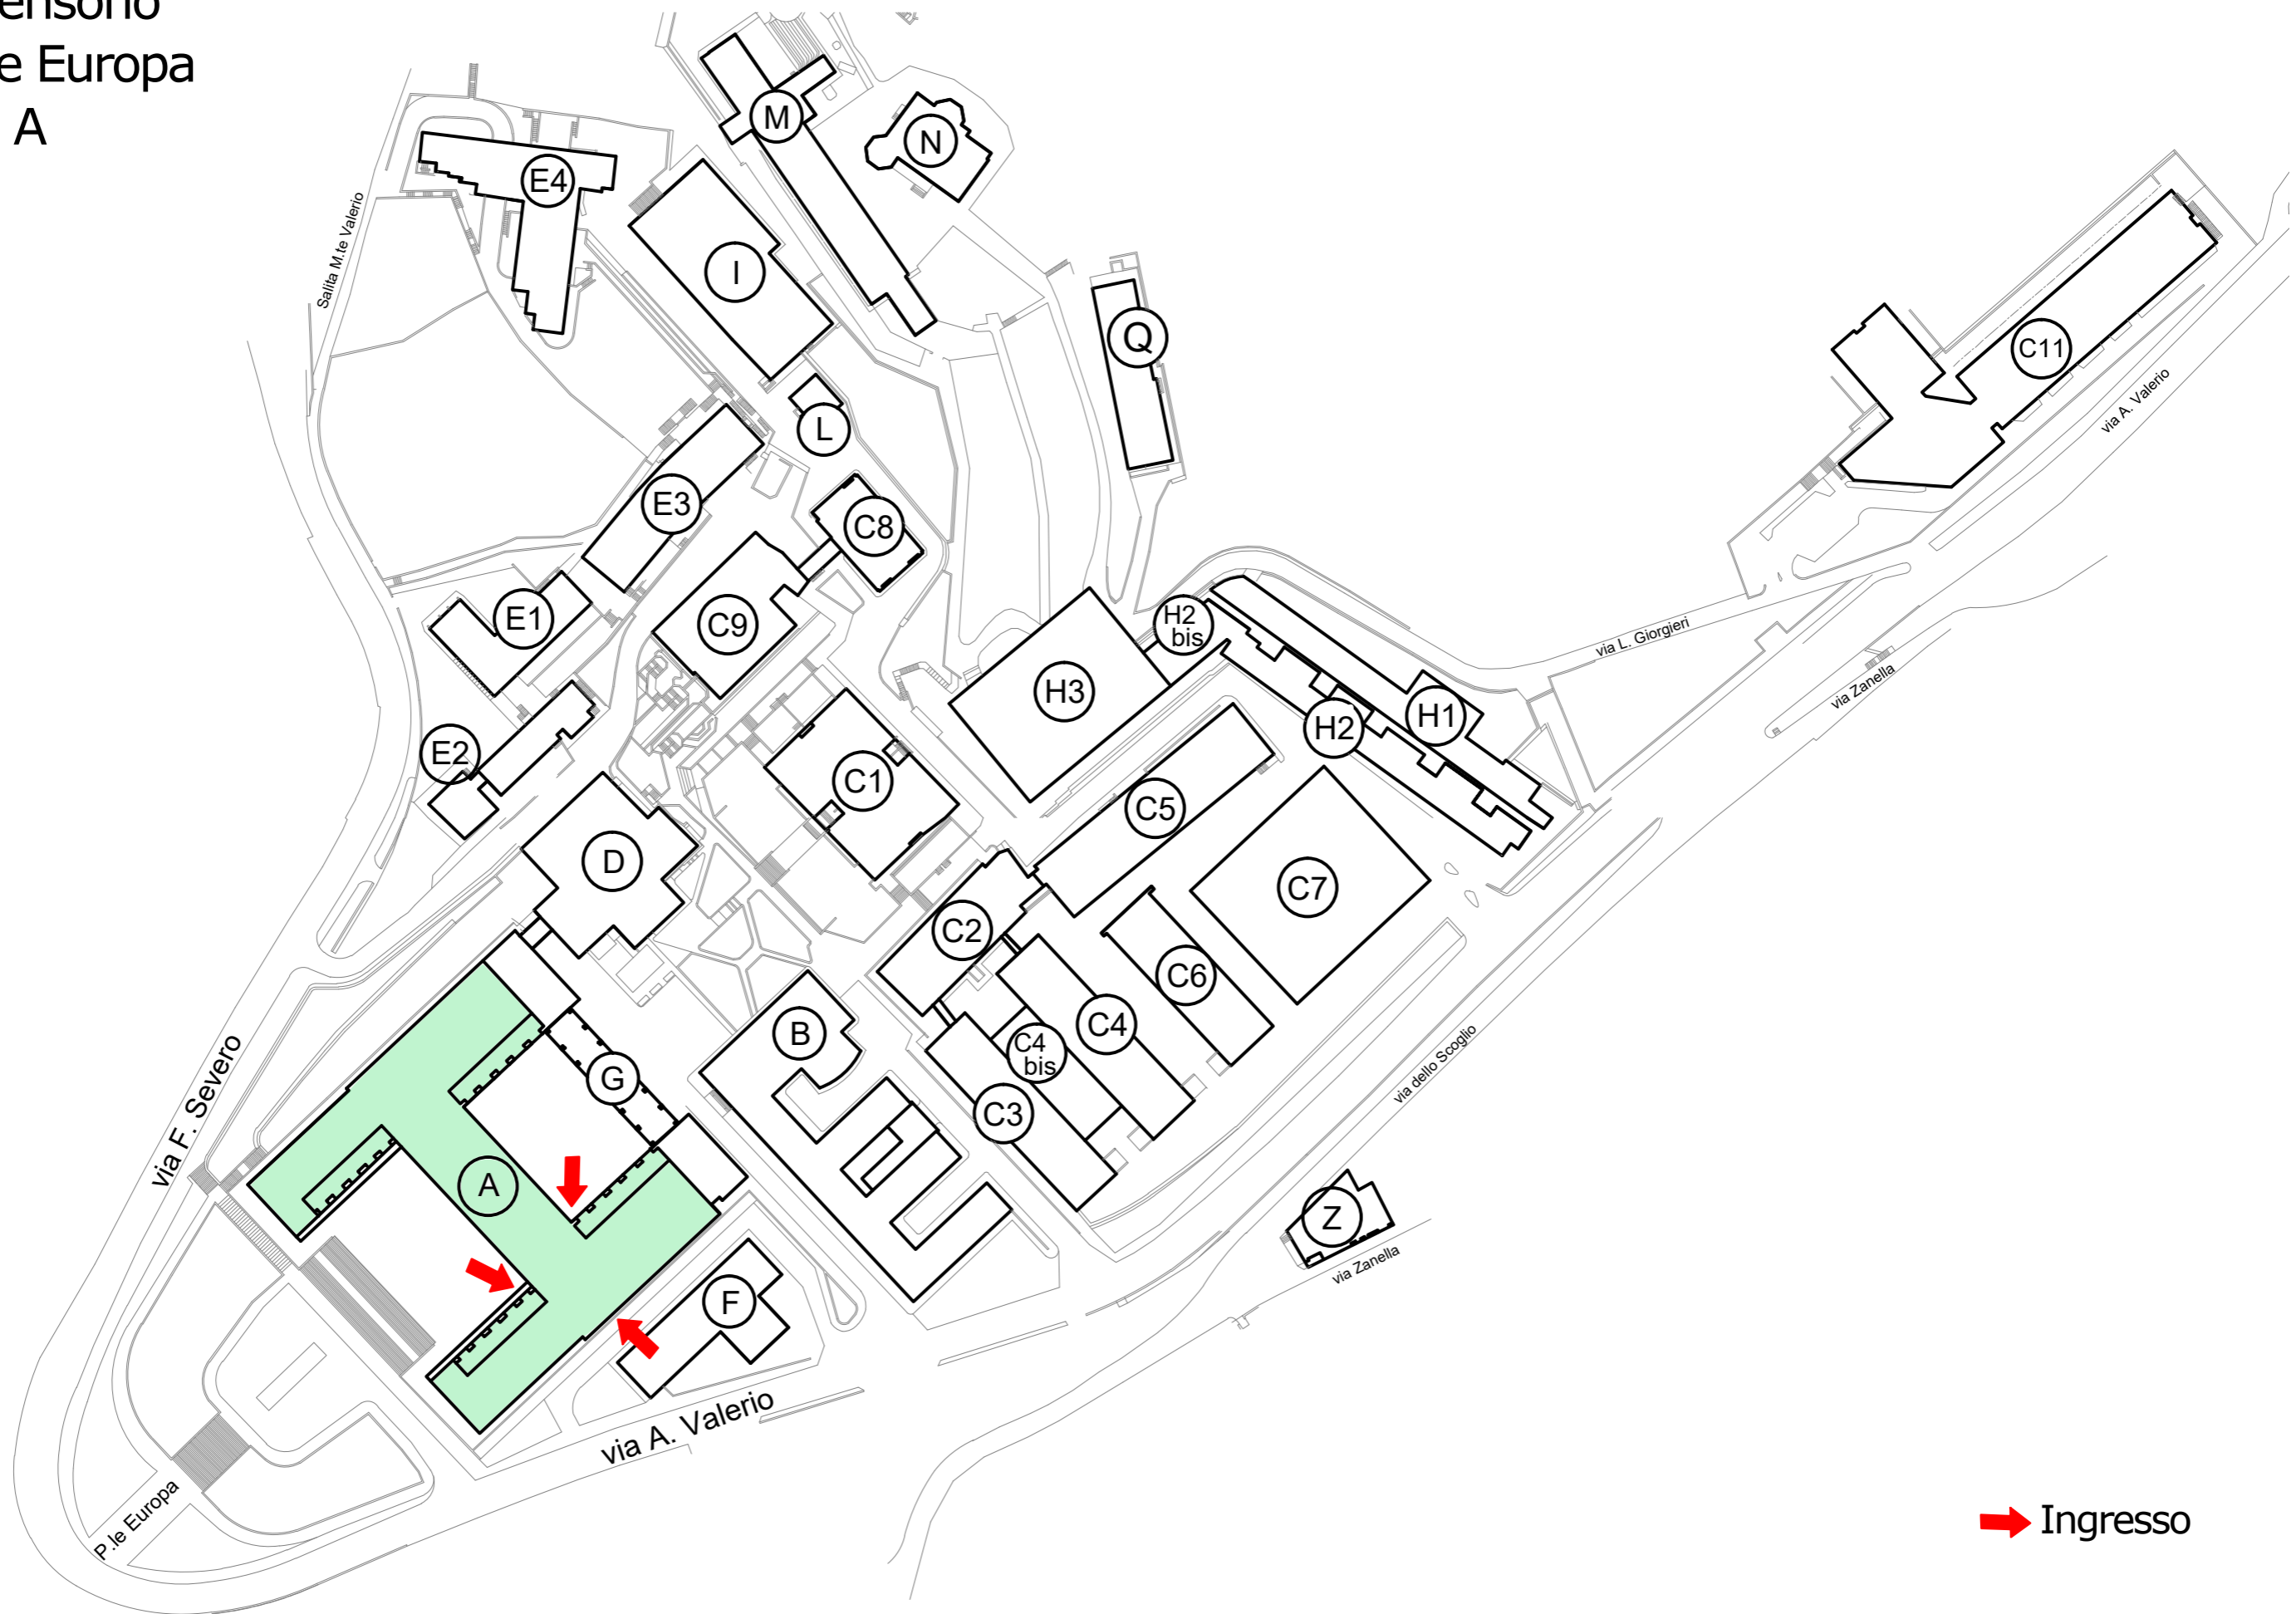 ensorio
e Europa
A
M
N
E4
Salita M.te Valerio
I
Q
C11
via A. Valerio
L
E3
C8
E1
C9
H2 bis
via L. Giorgieri
via Zanella
H3
H1
H2
E2
C1
C5
D
C7
C2
C6
B
C4
C4 bis
G
C3
via dello Scoglio
via F. Severo
A
Z
via Zanella
F
via A. Valerio
P.le Europa
Ingresso